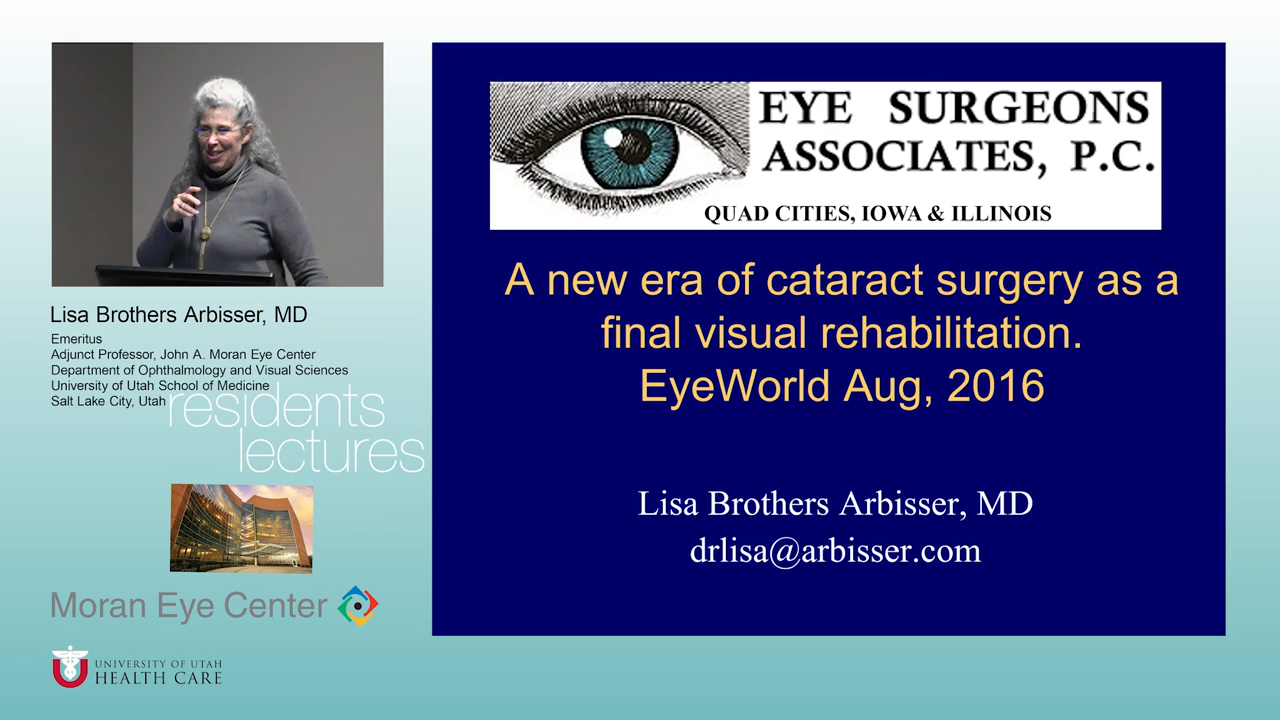 Lisa Brothers Arbisser, MD
Emeritus
Adjunct Professor, John A. Moran Eye Center
Department of Ophthalmology and Visual Sciences
University of Utah School of Medicine
Salt Lake City, Utah
residents
lectures
Moran Eye Center
UNIVERSITY OF UTAH
HEALTH CARE
EYE SURGEONS
ASSOCIATES, P.C.
QUAD CITIES, IOWA & ILLINOIS
A new era of cataract surgery as a
final visual rehabilitation.
EyeWorld Aug, 2016
Lisa Brothers Arbisser, MD
drlisa@arbisser.com